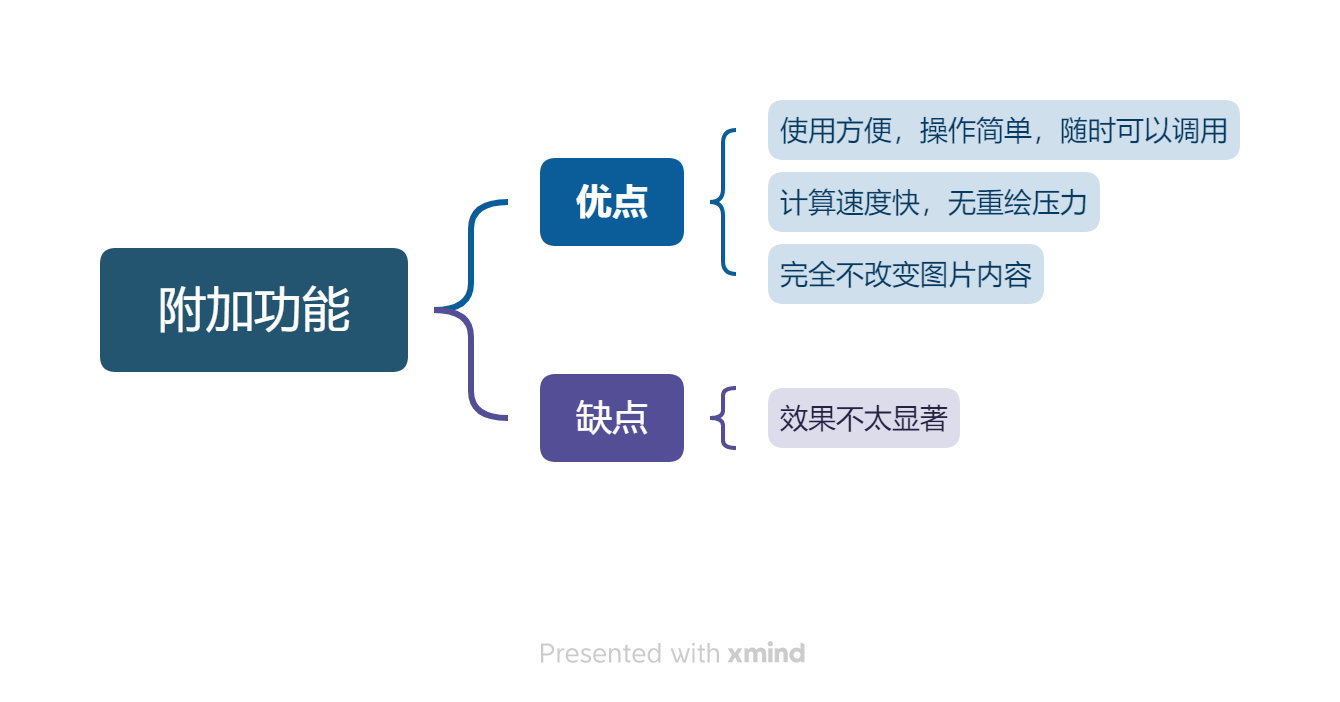 附加功能
优点
使用方便，操作简单，随时可以调用
计算速度快，无重绘压力
完全不改变图片内容
缺点
效果不太显著
Presented with xmind